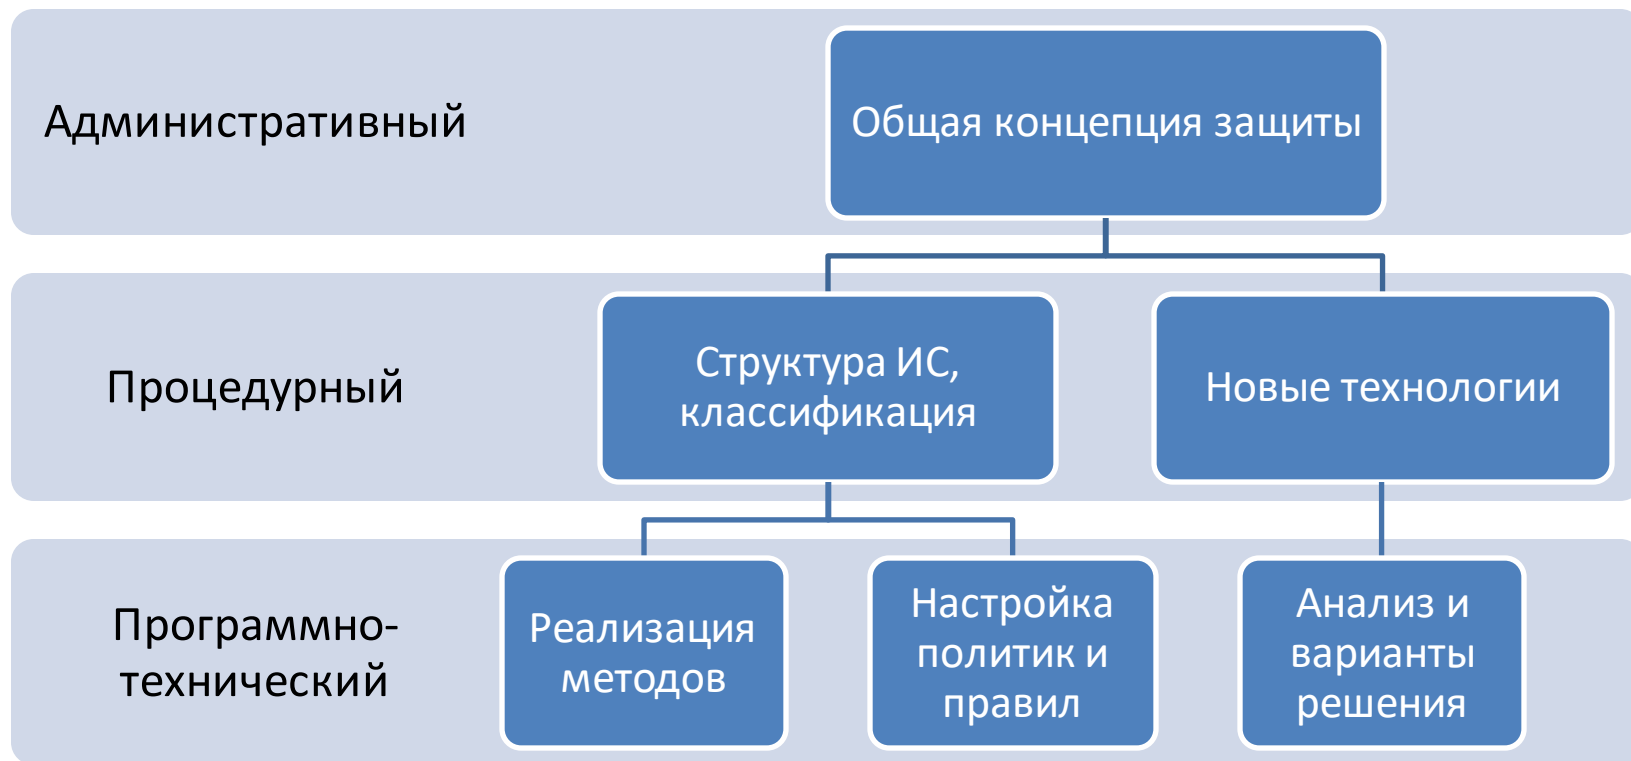 Административный
Общая концепция защиты
Процедурный
Структура ИС,
классификация
Новые технологии
Программно-
технический
Реализация
методов
Настройка
политик и
правил
Анализ и
варианты
решения